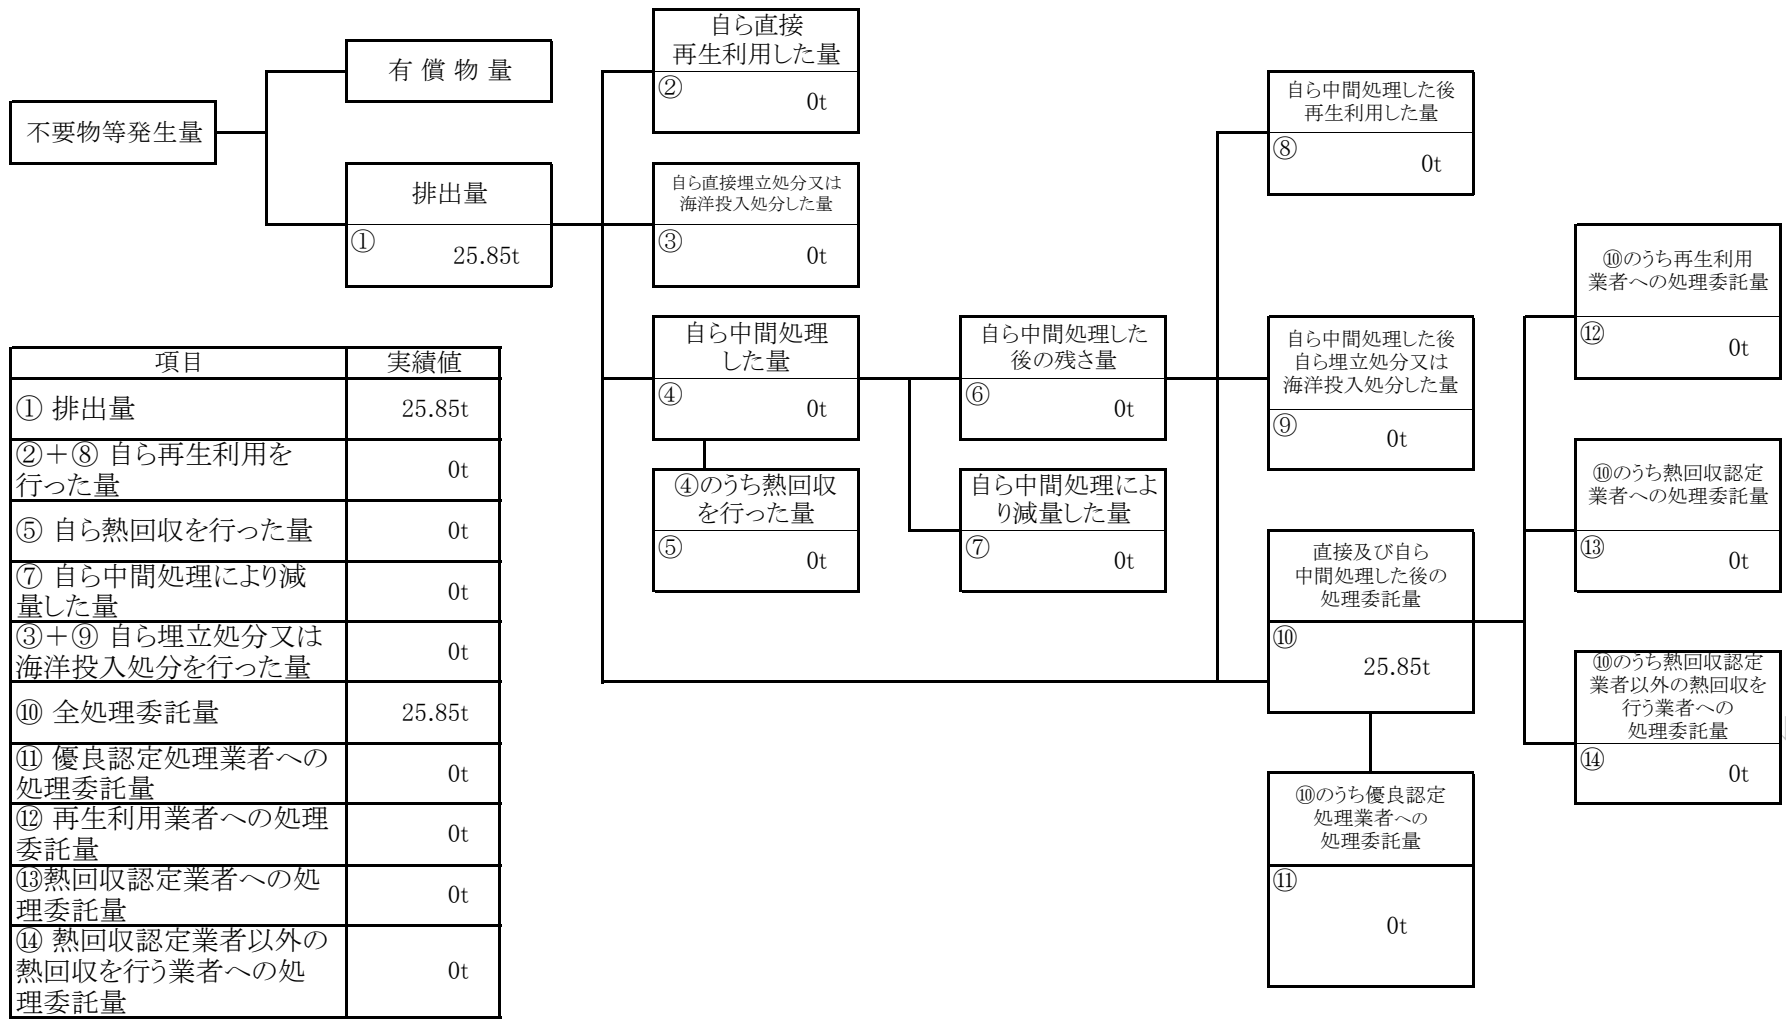 不要物等発生量
有償物量
排出量
①
25.85t
自ら直接
再生利用した量
②
0t
自ら直接埋立処分又は
海洋投入処分した量
③
0t
自ら中間処理
した量
④
0t
④のうち熱回収
を行った量
⑤
0t
自ら中間処理した
後の残さ量
⑥
0t
自ら中間処理によ
り減量した量
⑦
0t
自ら中間処理した後
再生利用した量
⑧
0t
自ら中間処理した後
自ら埋立処分又は
海洋投入処分した量
⑨
0t
直接及び自ら
中間処理した後の
処理委託量
⑩
25.85t
⑩のうち優良認定
処理業者への
処理委託量
⑪
0t
⑩のうち再生利用
業者への処理委託量
⑫
0t
⑩のうち熱回収認定
業者への処理委託量
⑬
0t
⑩のうち熱回収認定
業者以外の熱回収を
行う業者への
処理委託量
⑭
0t
項目 実績値
① 排出量 25.85t
②＋⑧ 自ら再生利用を
行った量 0t
⑤ 自ら熱回収を行った量 0t
⑦ 自ら中間処理により減
量した量 0t
③＋⑨ 自ら埋立処分又は
海洋投入処分を行った量 0t
⑩ 全処理委託量 25.85t
⑪ 優良認定処理業者への
処理委託量 0t
⑫ 再生利用業者への処理
委託量 0t
⑬熱回収認定業者への処
理委託量 0t
⑭ 熱回収認定業者以外の
熱回収を行う業者への処
理委託量 0t